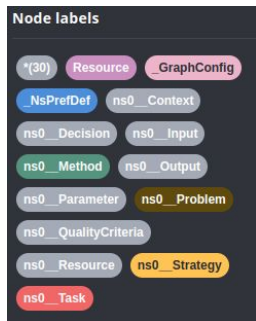 Node labels
*(30) Resource _GraphConfig
_NsPrefDef ns0__Context
ns0__Decision ns0__Input
ns0__Method ns0__Output
ns0__Parameter ns0__Problem
ns0__QualityCriteria
ns0__Resource ns0__Strategy
ns0__Task